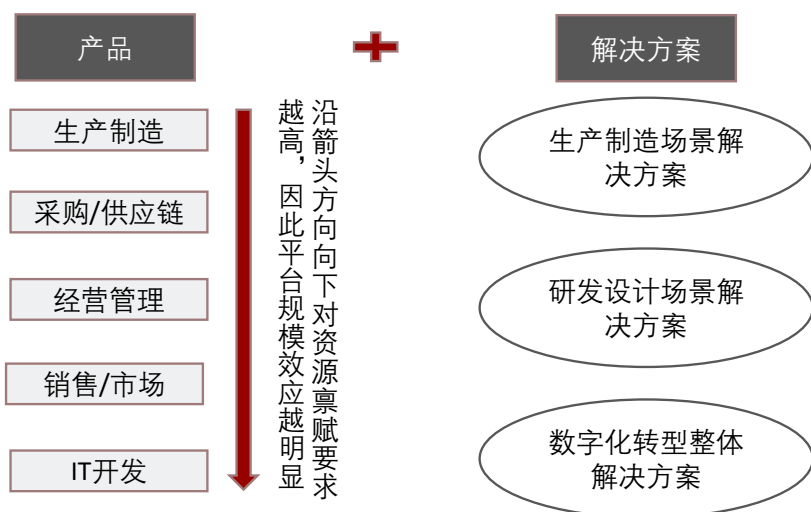 产品
解决方案
生产制造
采购/供应链
经营管理
销售/市场
IT开发
沿箭头方向向下对资源禀赋要求
越高，因此平台规模效应越明显
生产制造场景解
决方案
研发设计场景解
决方案
数字化转型整体
解决方案